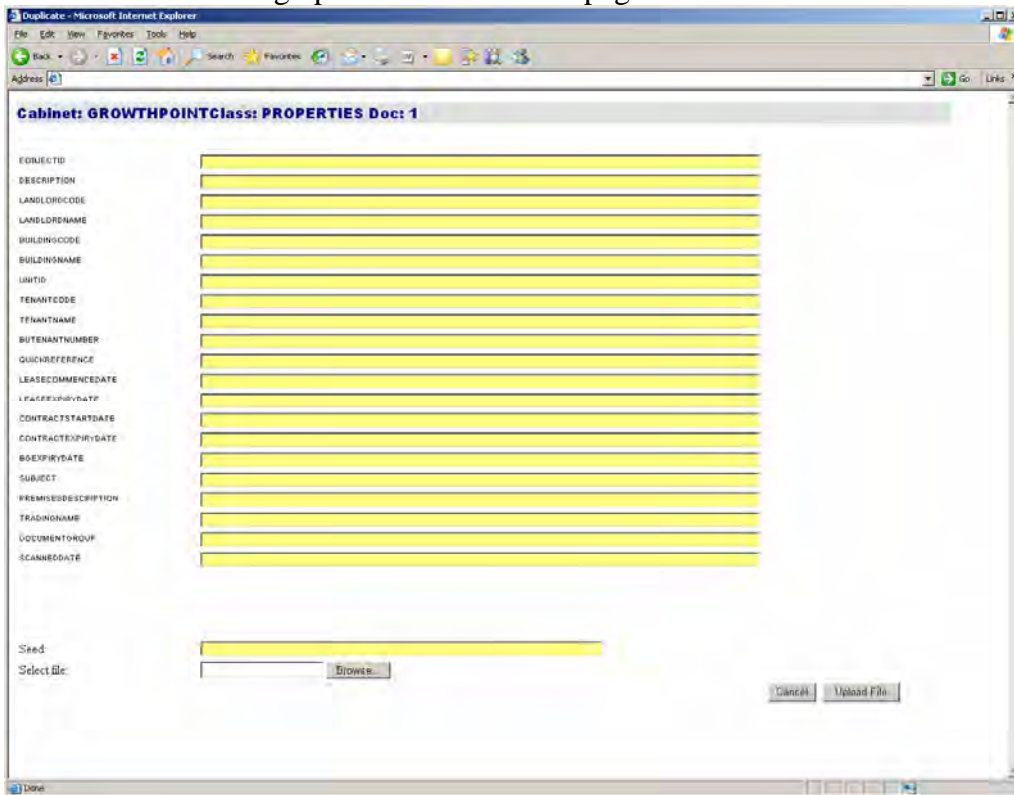 Duplicate - Microsoft Internet Explorer
File Edit View Favorites Tools Help
Back Search Favorites
Address Go Links
Cabinet: GROWTHPOINTClass: PROPERTIES Doc: 1
EOBJECTID
DESCRIPTION
LANDLORDCODE
LANDLORDNAME
BUILDINGCODE
BUILDINGNAME
UNITID
TENANTCODE
TENANTNAME
BUTENANTNUMBER
QUICKREFERENCE
LEASECOMMENCEDATE
LEASEEXPIRYDATE
CONTRACTSTARTDATE
CONTRACTEXPIRYDATE
BGEXPIRYDATE
SUBJECT
PREMISESDESCRIPTION
TRADINGNAME
DOCUMENTGROUP
SCANNEDDATE
Seed:
Select file: Browse...
Cancel Upload File
Done